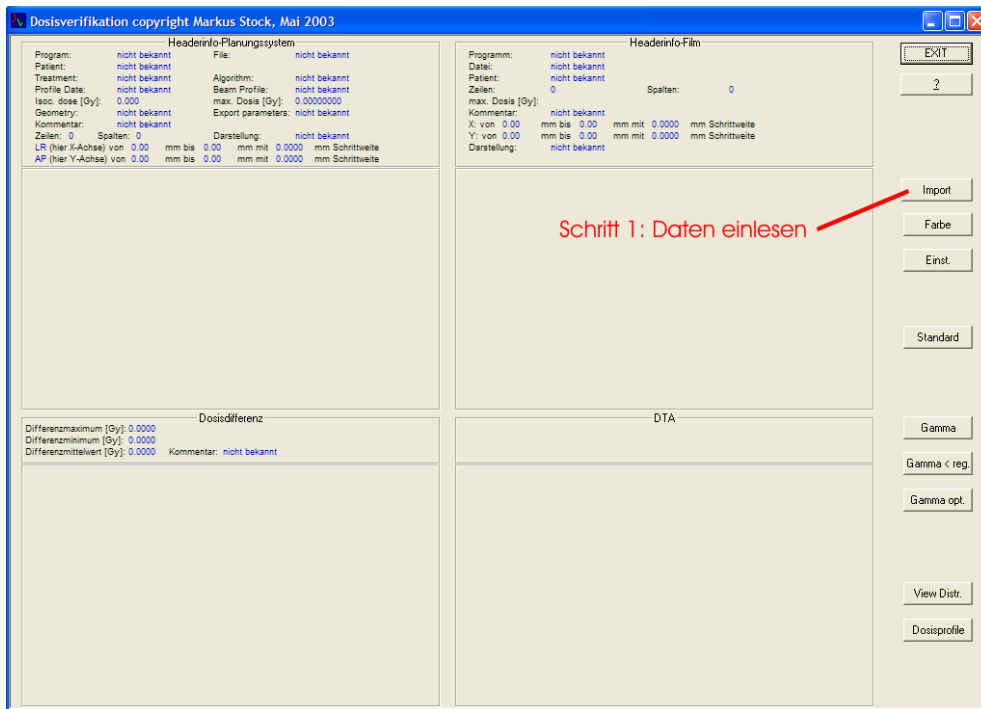 Dosisverifikation copyright Markus Stock, Mai 2003
Headerinfo-Planungssystem
Program: nicht bekannt File: nicht bekannt
Patient: nicht bekannt
Treatment: nicht bekannt Algorithm: nicht bekannt
Profile Date: nicht bekannt Beam Profile: nicht bekannt
Isoc. dose [Gy]: 0.000 max. Dosis [Gy]: 0.00000000
Geometry: nicht bekannt Export parameters: nicht bekannt
Kommentar: nicht bekannt
Zeilen: 0 Spalten: 0 Darstellung: nicht bekannt
LR (hier X-Achse) von 0.00 mm bis 0.00 mm mit 0.0000 mm Schrittweite
AP (hier Y-Achse) von 0.00 mm bis 0.00 mm mit 0.0000 mm Schrittweite
Headerinfo-Film
Programm: nicht bekannt
Datei: nicht bekannt
Patient: nicht bekannt
Zeilen: 0 Spalten: 0
max. Dosis [Gy]:
Kommentar: nicht bekannt
X: von 0.00 mm bis 0.00 mm mit 0.0000 mm Schrittweite
Y: von 0.00 mm bis 0.00 mm mit 0.0000 mm Schrittweite
Darstellung: nicht bekannt
EXIT
?
Schritt 1: Daten einlesen
Import
Farbe
Einst.
Standard
Dosisdifferenz
Differenzmaximum [Gy]: 0.0000
Differenzminimum [Gy]: 0.0000
Differenzmittelwert [Gy]: 0.0000 Kommentar: nicht bekannt
DTA
Gamma
Gamma < reg.
Gamma opt.
View Distr.
Dosisprofile